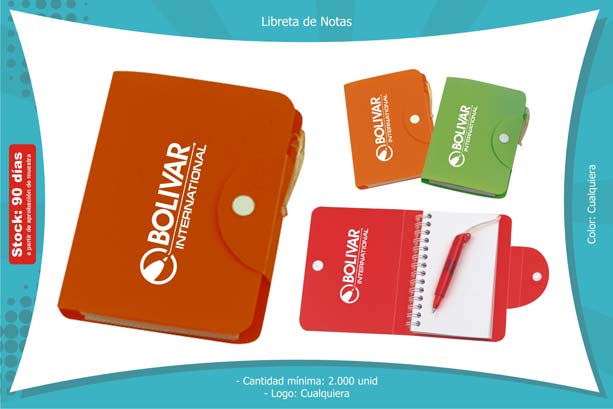 Libreta de Notas
BOLIVAR
INTERNATIONAL
BOLIVAR
INTERNATIONAL
BOLIVAR
INTERNATIONAL
BOLIVAR
INTERNATIONAL
Stock: 90 días
a partir de aprobación de muestra
Color: Cualquiera
- Cantidad mínima: 2.000 unid
- Logo: Cualquiera